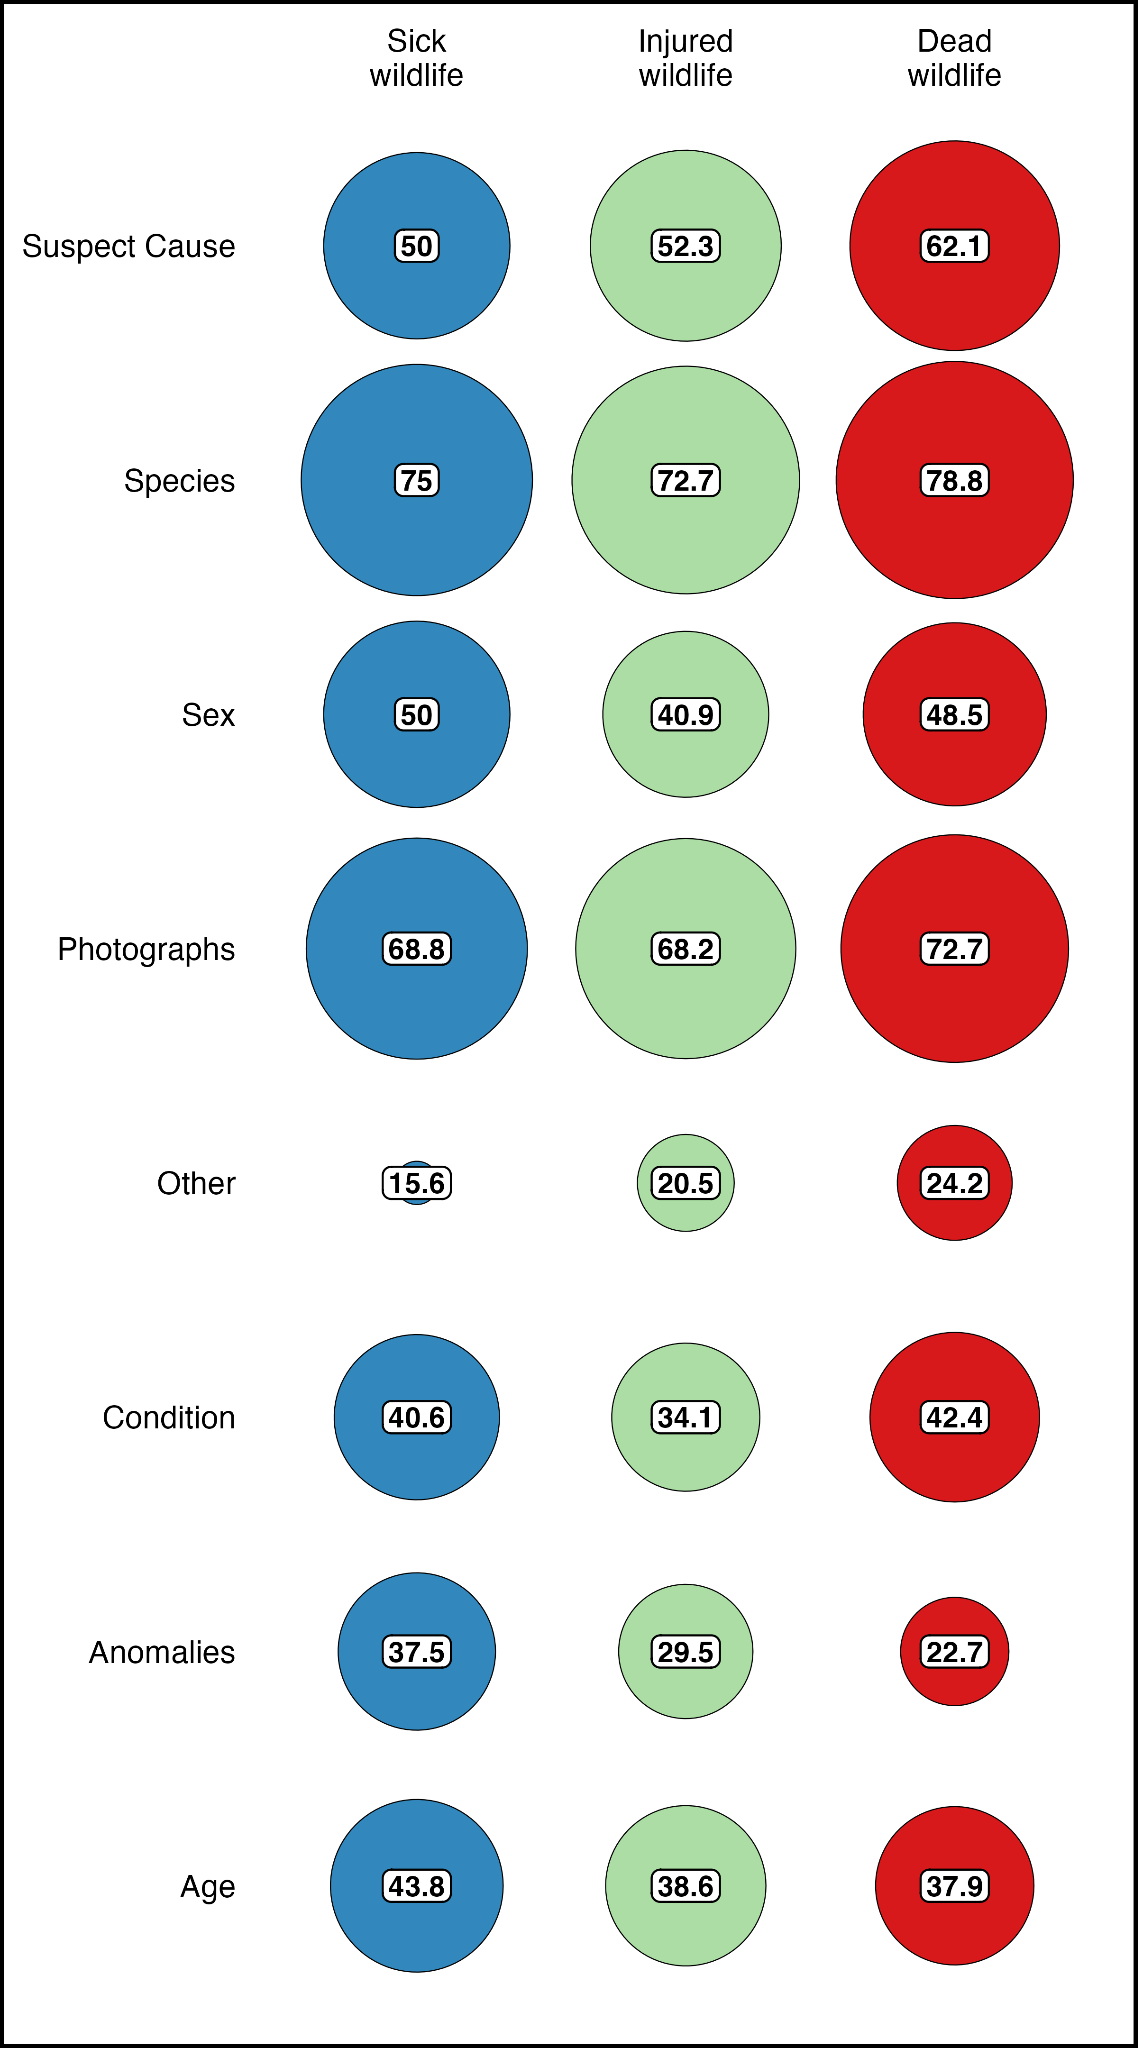 Sick
wildlife
Injured
wildlife
Dead
wildlife
Suspect Cause 50 52.3 62.1
Species 75 72.7 78.8
Sex 50 40.9 48.5
Photographs 68.8 68.2 72.7
Other 15.6 20.5 24.2
Condition 40.6 34.1 42.4
Anomalies 37.5 29.5 22.7
Age 43.8 38.6 37.9